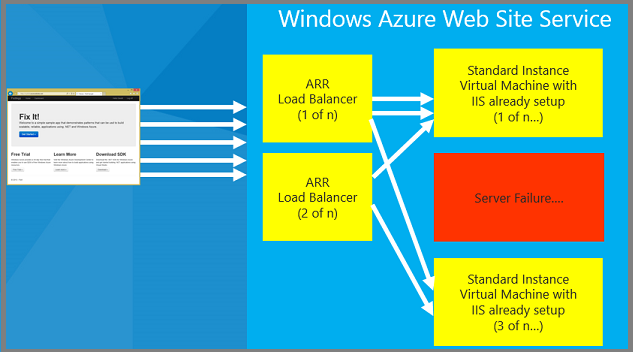 Windows Azure Web Site Service
Fix It!
Free Trial
Learn More
Download SDK
ARR
Load Balancer
(1 of n)
ARR
Load Balancer
(2 of n)
Standard Instance
Virtual Machine with
IIS already setup
(1 of n...)
Server Failure....
Standard Instance
Virtual Machine with
IIS already setup
(3 of n...)